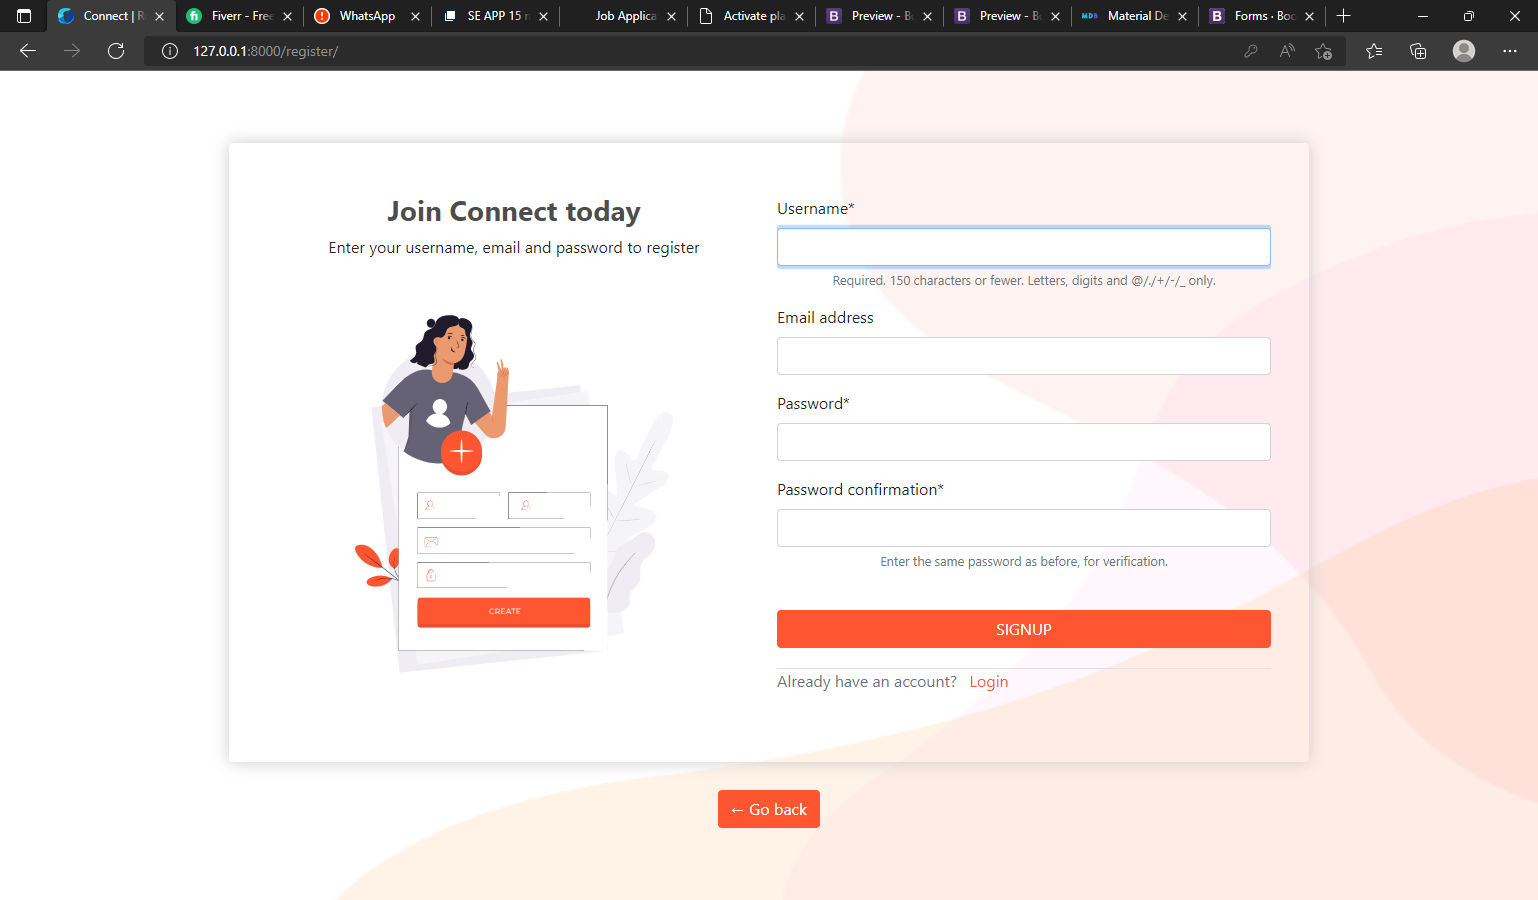 Connect | R
Fiverr - Free
WhatsApp
SE APP 15 r
Job Applica
Activate pla
Preview - B
Preview - B
Material De
Forms · Boo
127.0.0.1:8000/register/
Join Connect today
Enter your username, email and password to register
CREATE
Username*
Required. 150 characters or fewer. Letters, digits and @/./+/-/_ only.
Email address
Password*
Password confirmation*
Enter the same password as before, for verification.
SIGNUP
Already have an account? Login
← Go back